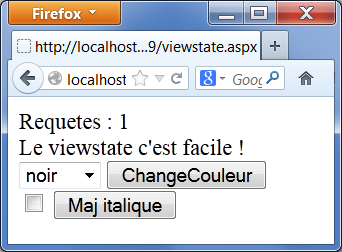 Firefox
http://localhost...9/viewstate.aspx
localhost
Goog
Requetes : 1
Le viewstate c'est facile !
noir ChangeCouleur
Maj italique